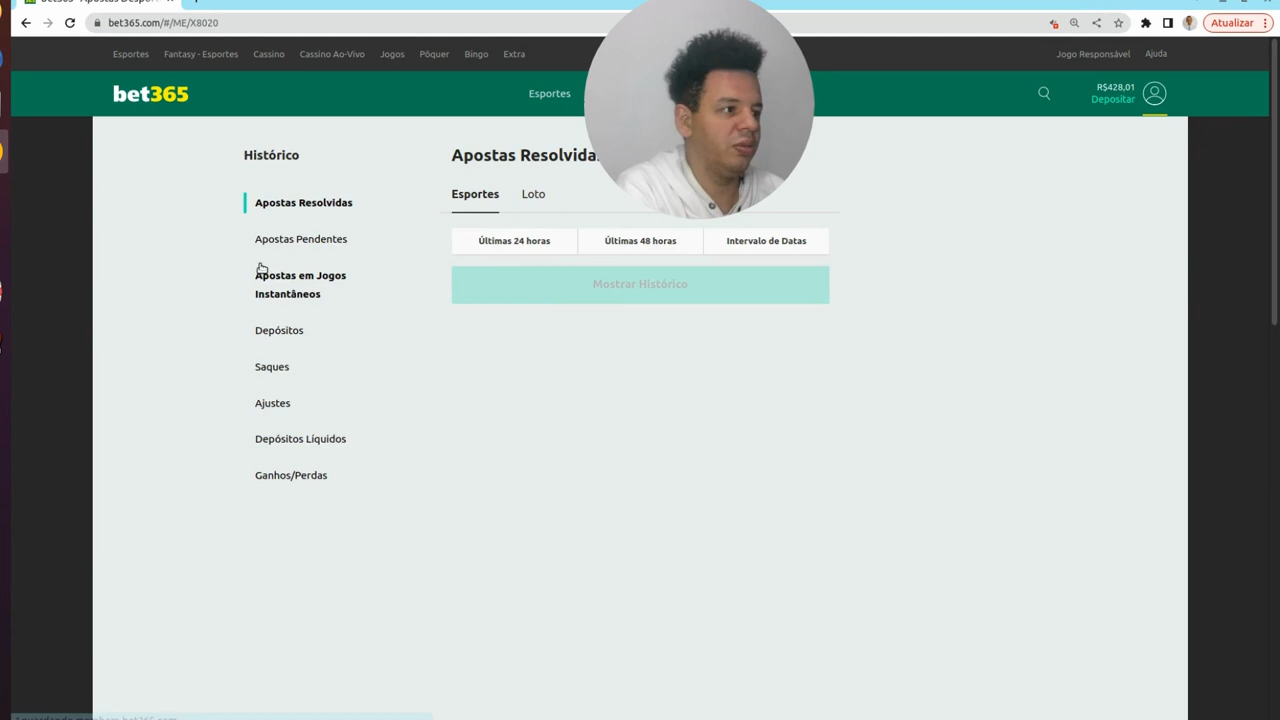 bet365.com/#/ME/X8020
Atualizar
Esportes
Fantasy - Esportes
Cassino
Cassino Ao-Vivo
Jogos
Pôquer
Bingo
Extra
Jogo Responsável
Ajuda
bet365
Esportes
R$428,01
Depositar
Histórico
Apostas Resolvidas
Apostas Pendentes
Apostas em Jogos
Instantâneos
Depósitos
Saques
Ajustes
Depósitos Líquidos
Ganhos/Perdas
Apostas
Esportes
Loto
Últimas 24 horas
Últimas 48 horas
Intervalo de Datas
Mostrar Histórico